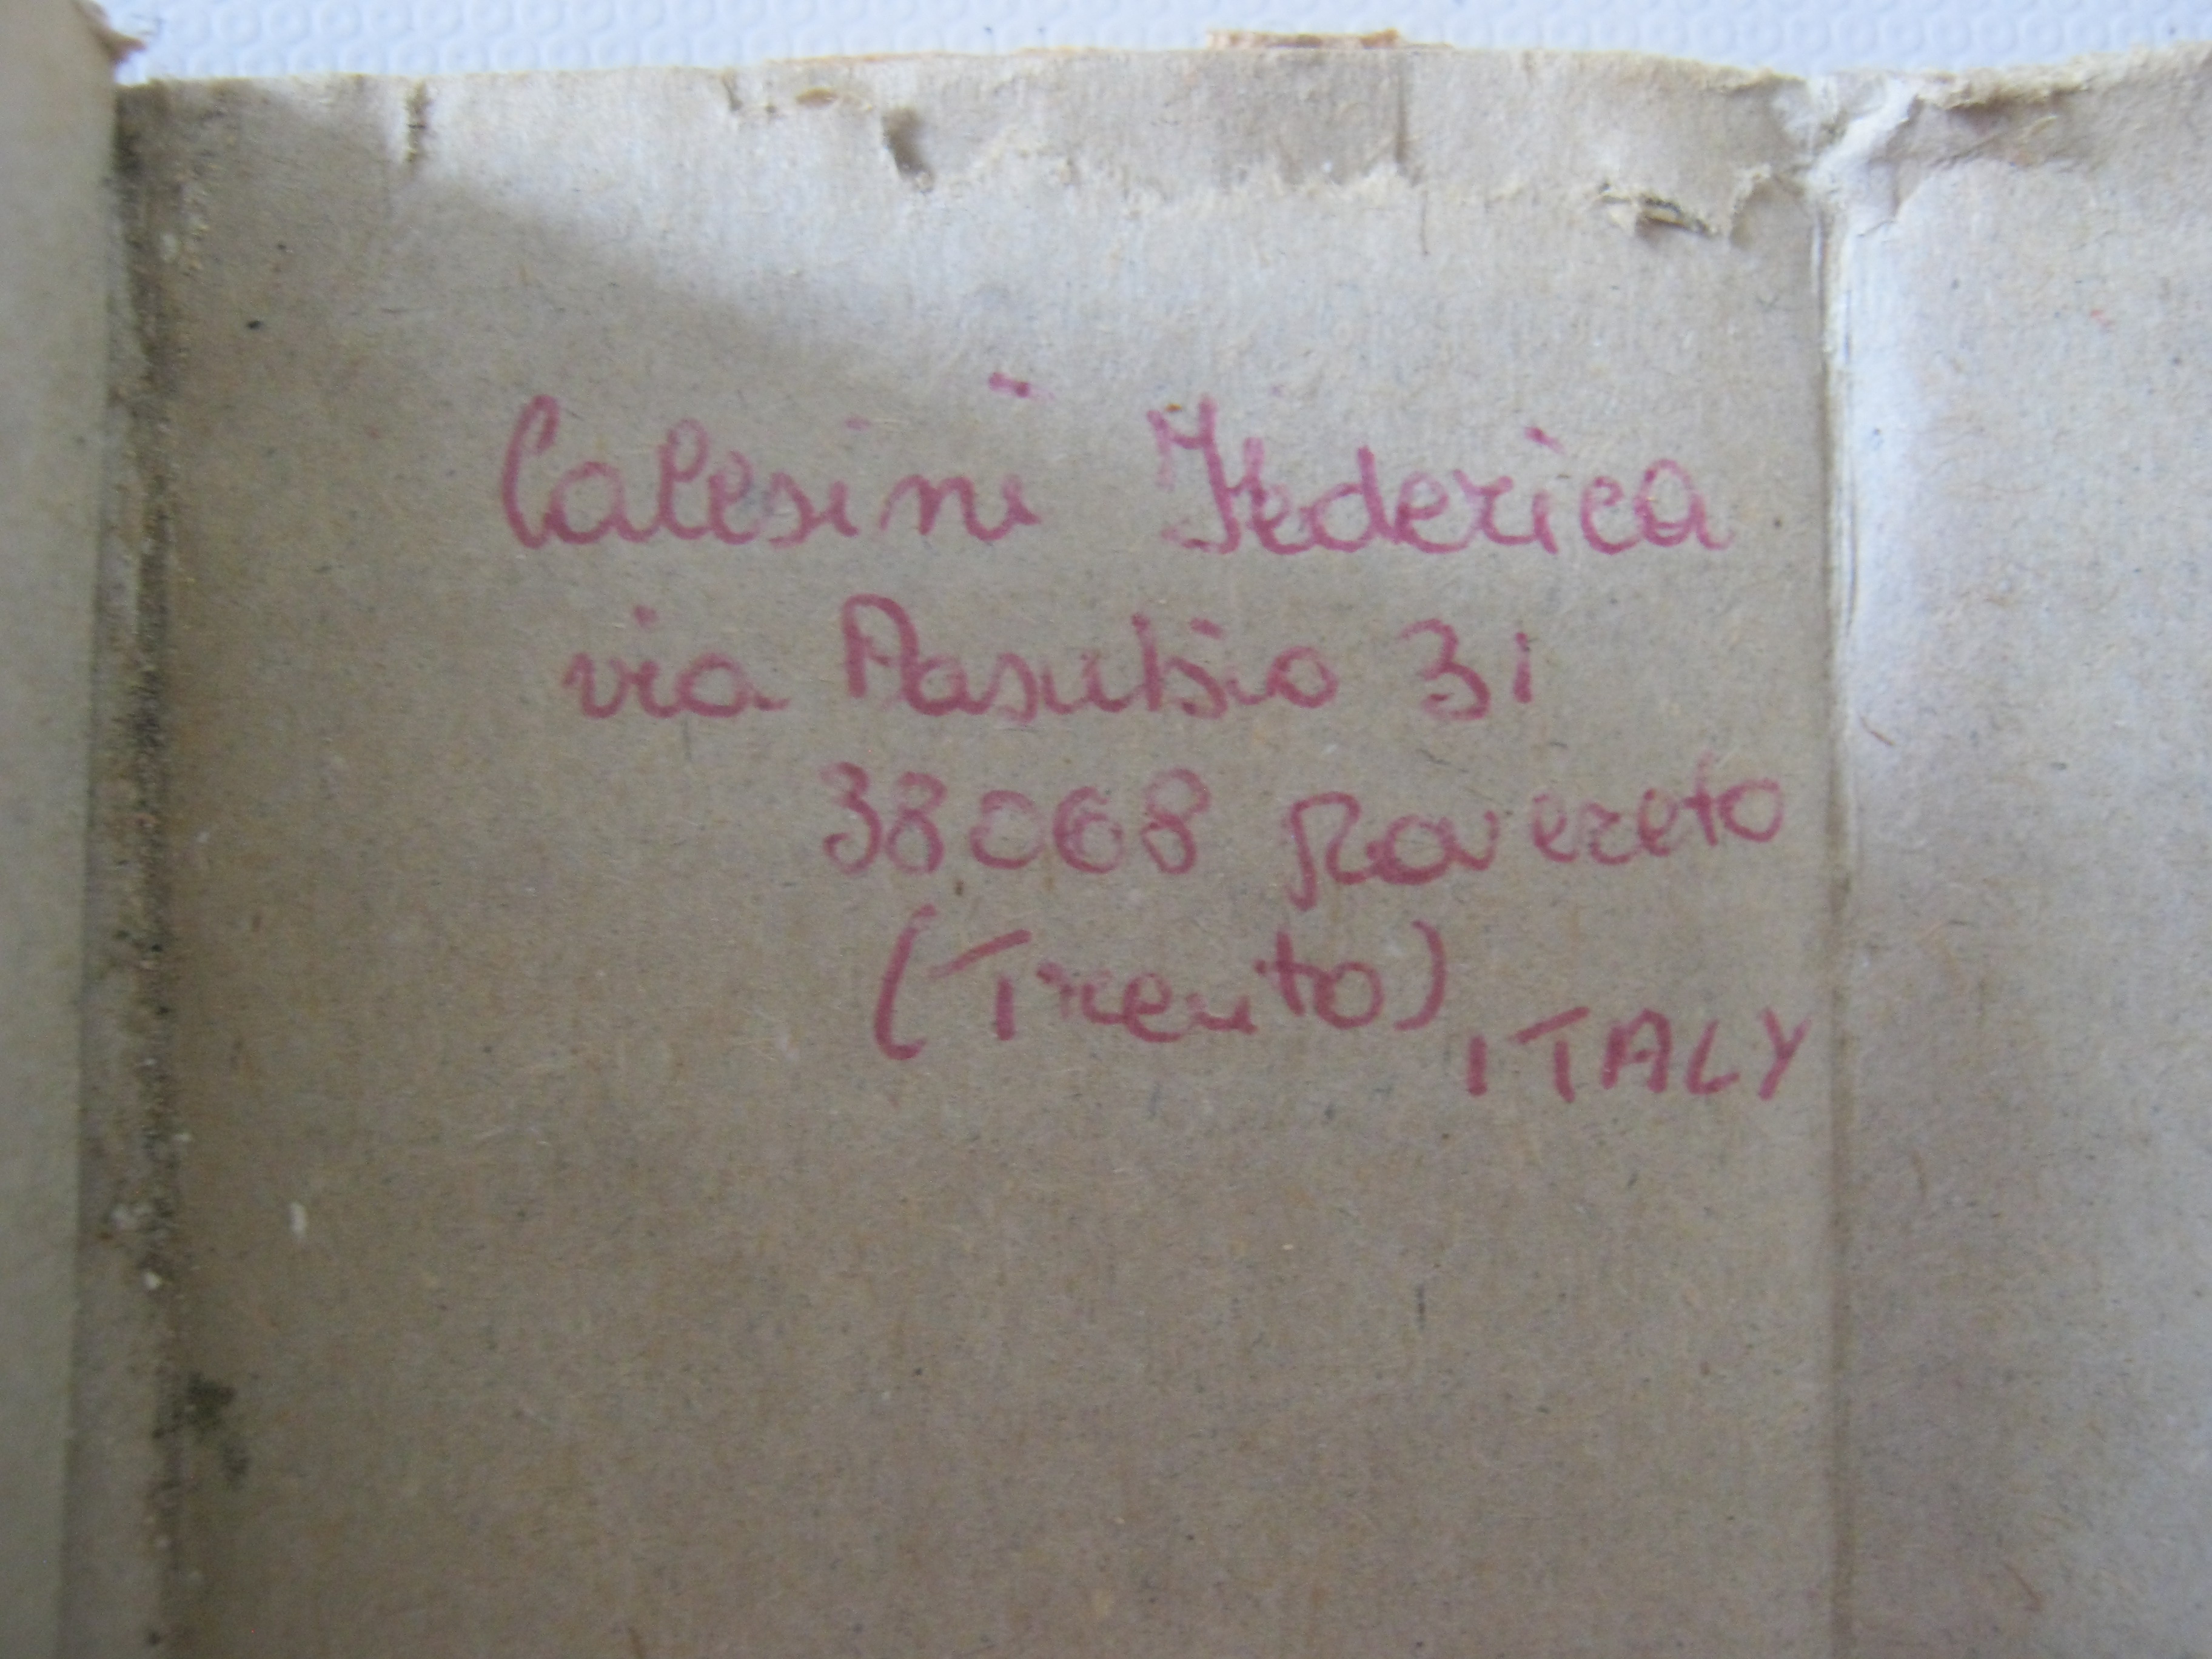 Calesini Federica
via Pasubio 31
38068 Rovereto
(Trento)
ITALY